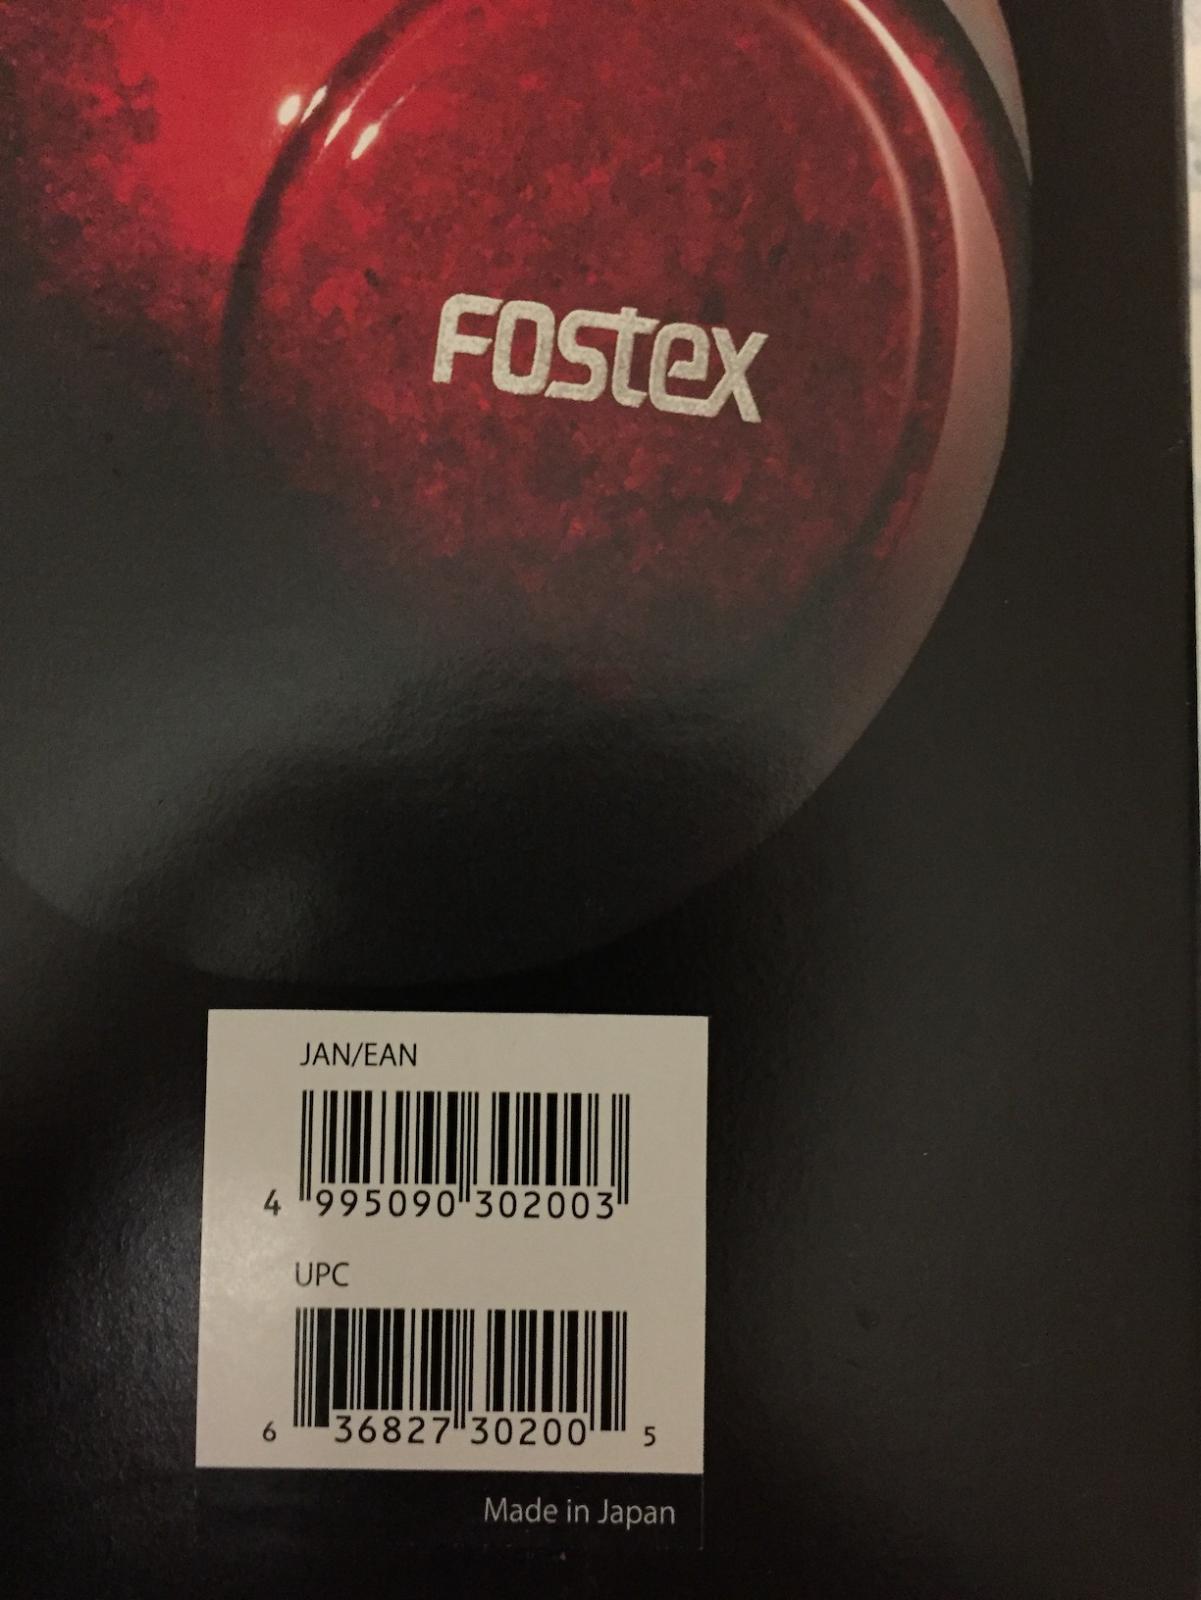 Fostex
JAN/EAN
4 995090 302003
UPC
6 36827 30200 5
Made in Japan